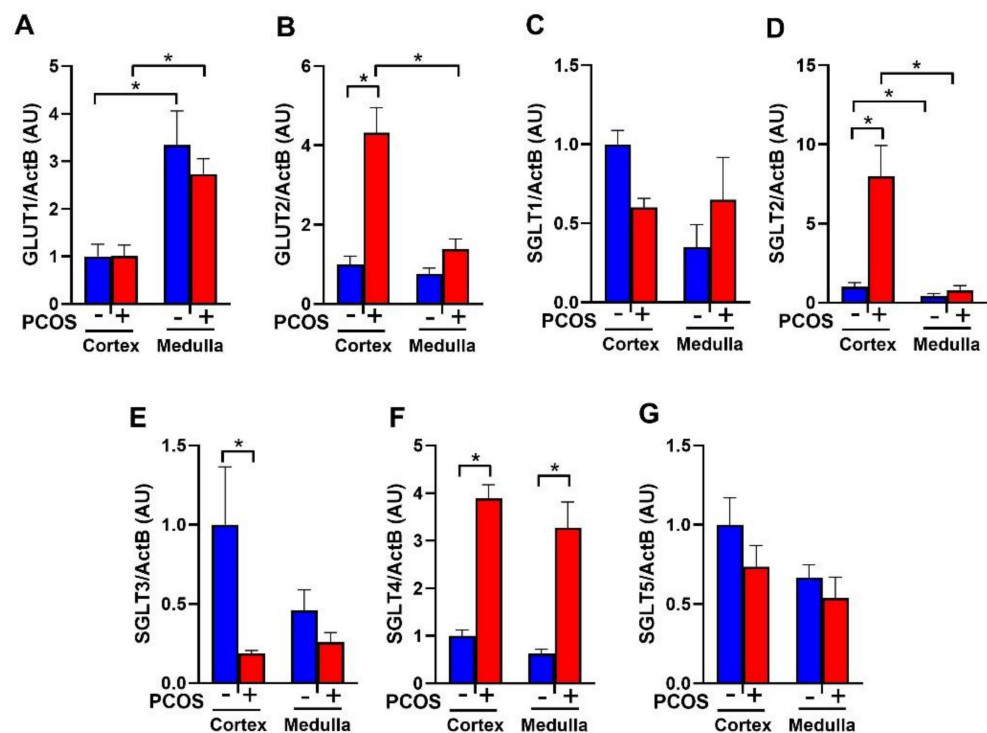 A
GLUT1/ActB (AU)
5
4
3
2
1
0
*
*
PCOS - + - +
Cortex Medulla
B
GLUT2/ActB (AU)
6
4
2
0
*
*
- + - +
Cortex Medulla
C
SGLT1/ActB (AU)
1.5
1.0
0.5
0.0
PCOS - + - +
Cortex Medulla
D
SGLT2/ActB (AU)
15
10
5
0
*
*
*
PCOS - + - +
Cortex Medulla
E
SGLT3/ActB (AU)
1.5
1.0
0.5
0.0
*
PCOS - + - +
Cortex Medulla
F
SGLT4/ActB (AU)
5
4
3
2
1
0
*
*
PCOS - + - +
Cortex Medulla
G
SGLT5/ActB (AU)
1.5
1.0
0.5
0.0
PCOS - + - +
Cortex Medulla